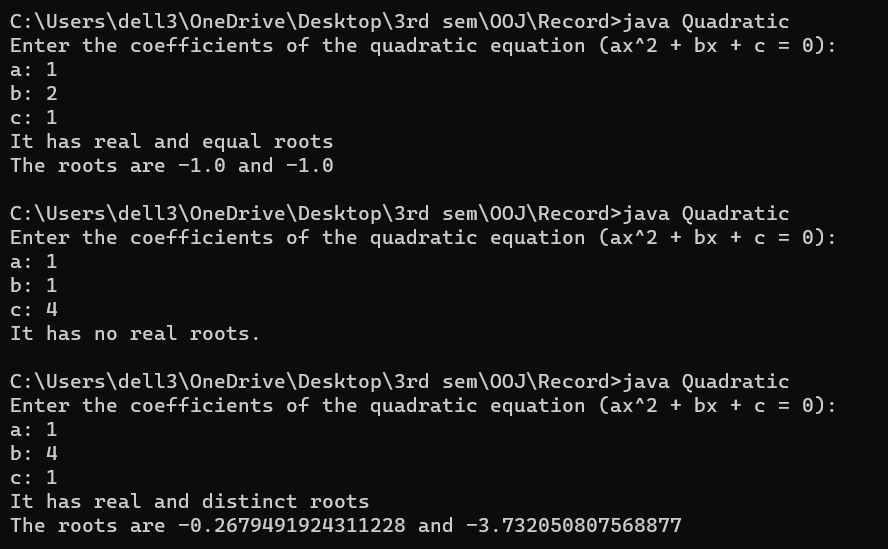 C:\Users\dell3\OneDrive\Desktop\3rd sem\OOJ\Record>java Quadratic
Enter the coefficients of the quadratic equation (ax^2 + bx + c = 0):
a: 1
b: 2
c: 1
It has real and equal roots
The roots are -1.0 and -1.0
C:\Users\dell3\OneDrive\Desktop\3rd sem\OOJ\Record>java Quadratic
Enter the coefficients of the quadratic equation (ax^2 + bx + c = 0):
a: 1
b: 1
c: 4
It has no real roots.
C:\Users\dell3\OneDrive\Desktop\3rd sem\OOJ\Record>java Quadratic
Enter the coefficients of the quadratic equation (ax^2 + bx + c = 0):
a: 1
b: 4
c: 1
It has real and distinct roots
The roots are -0.2679491924311228 and -3.732050807568877